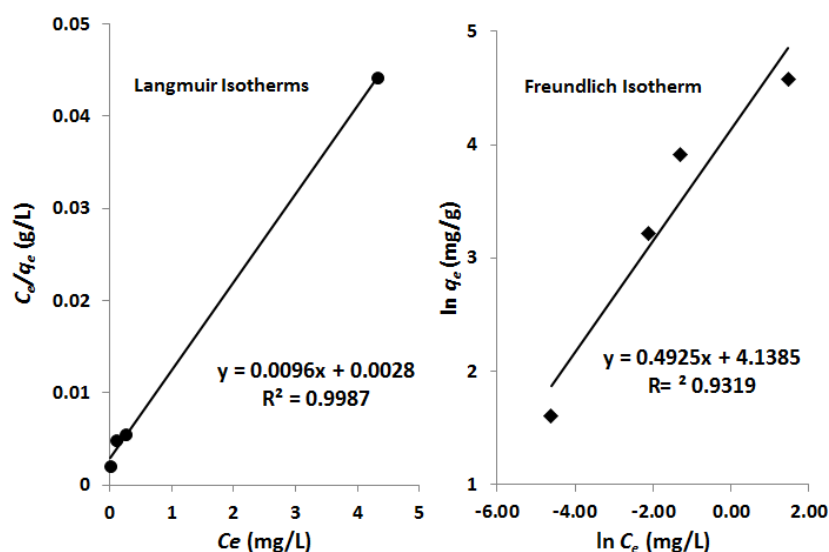 Langmuir Isotherms
0.05
0.04
0.03
0.02
0.01
0
Ce/qe (g/L)
y = 0.0096x + 0.0028
R² = 0.9987
0 1 2 3 4 5
Ce (mg/L)
Freundlich Isotherm
5
4
3
2
1
ln qe (mg/g)
y = 0.4925x + 4.1385
R= ² 0.9319
-6.00 -4.00 -2.00 0.00 2.00
ln Ce (mg/L)